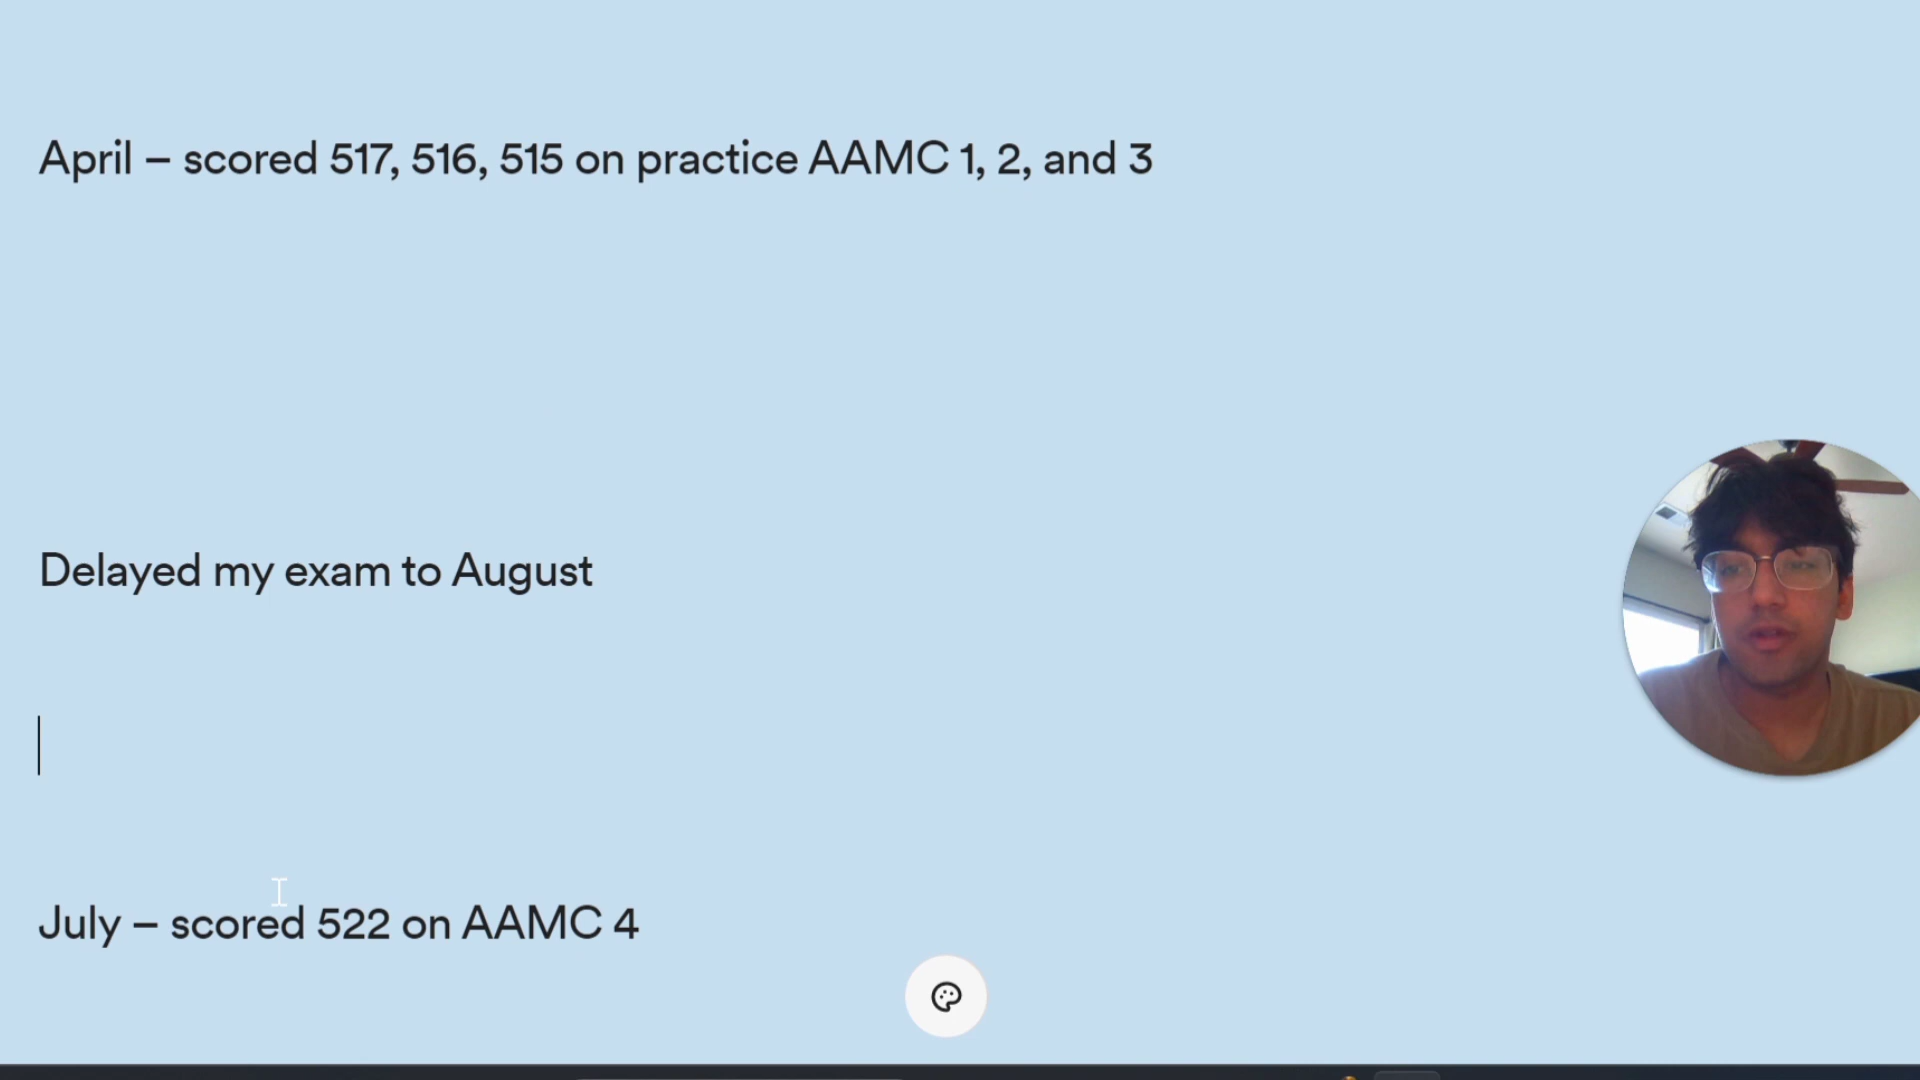 April – scored 517, 516, 515 on practice AAMC 1, 2, and 3
Delayed my exam to August
July – scored 522 on AAMC 4